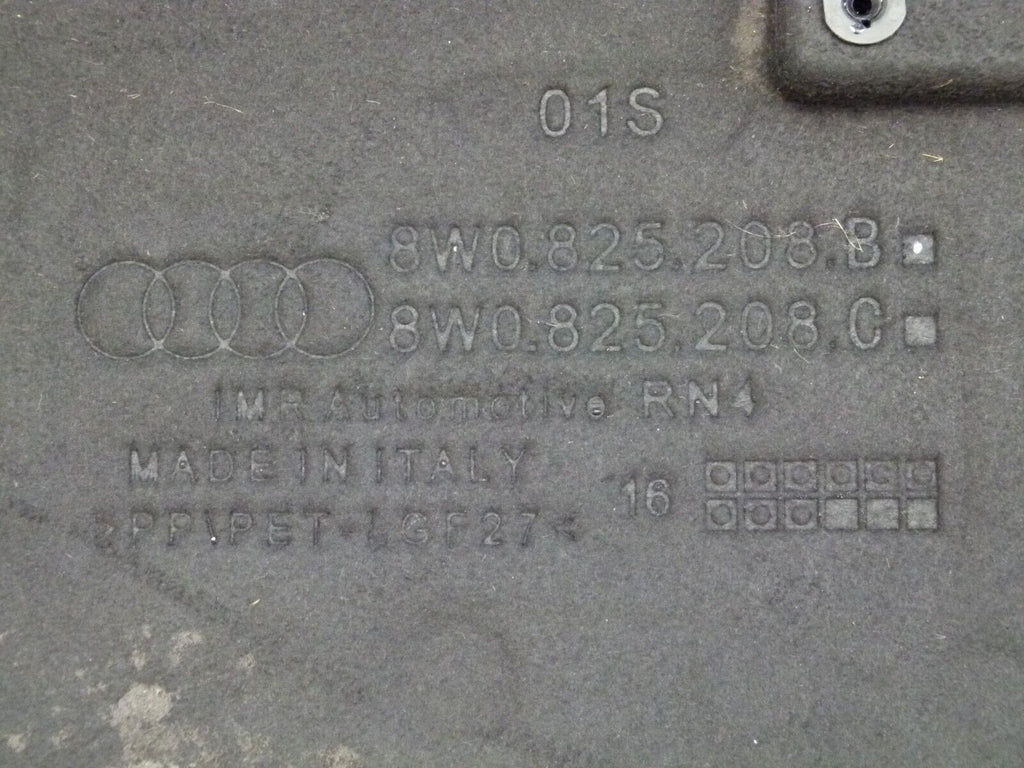 01S
8W0.825.208.B
8W0.825.208.C
IMR Automotive RN4
MADE IN ITALY
16
>PP\PET-LGF27<